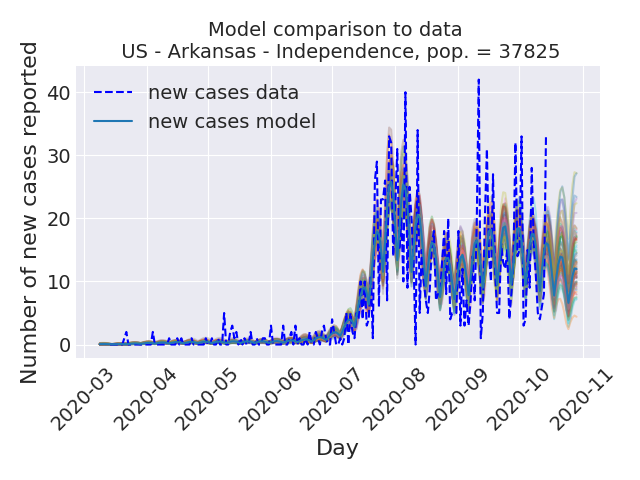 Model comparison to data
US - Arkansas - Independence, pop. = 37825
Number of new cases reported
40
30
20
10
0
new cases data
new cases model
2020-03
2020-04
2020-05
2020-06
2020-07
2020-08
2020-09
2020-10
2020-11
Day